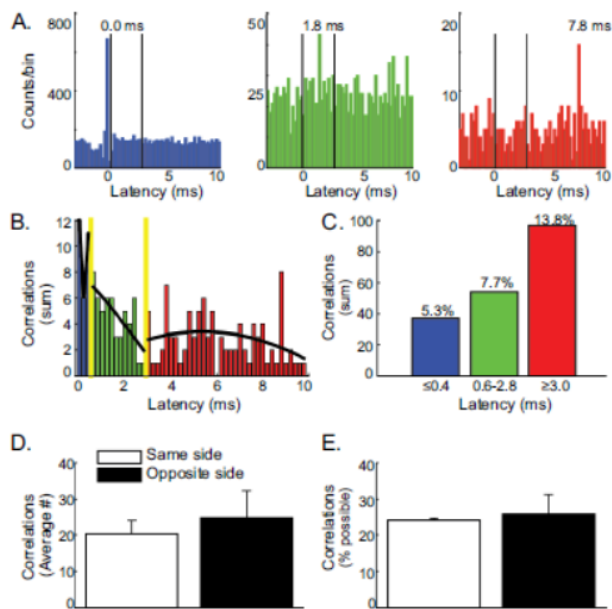 A.
800
400
0
Counts/bin
0.0 ms
0 5 10
Latency (ms)
50
25
0
1.8 ms
0 5 10
Latency (ms)
20
10
0
7.8 ms
0 5 10
Latency (ms)
B.
12
10
8
6
4
2
0
Correlations
(sum)
0 2 4 6 8 10
Latency (ms)
C.
100
80
60
40
20
0
Correlations
(sum)
5.3%
7.7%
13.8%
≤0.4 0.6-2.8 ≥3.0
Latency (ms)
D.
Same side
Opposite side
40
30
20
10
0
Correlations
(Average #)
E.
40
30
20
10
0
Correlations
(% possible)